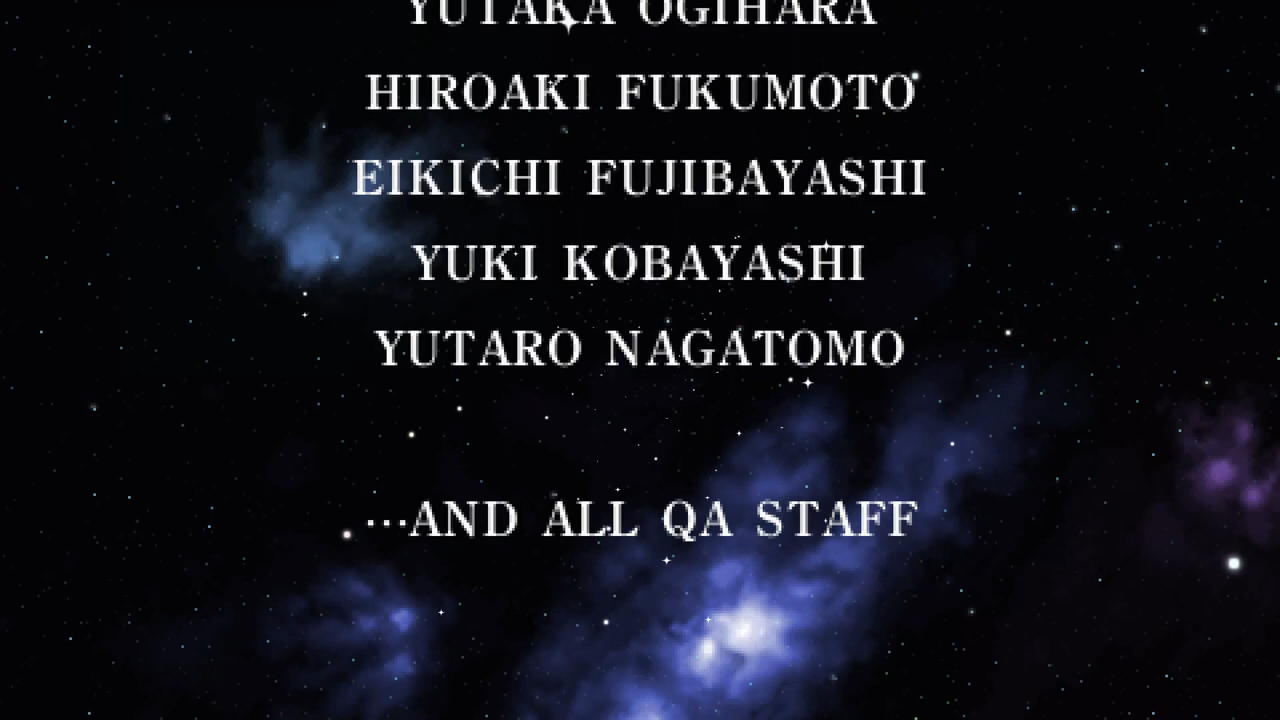 YUTAKA OGIHARA
HIROAKI FUKUMOTO
EIKICHI FUJIBAYASHI
YUKI KOBAYASHI
YUTARO NAGATOMO
…AND ALL QA STAFF